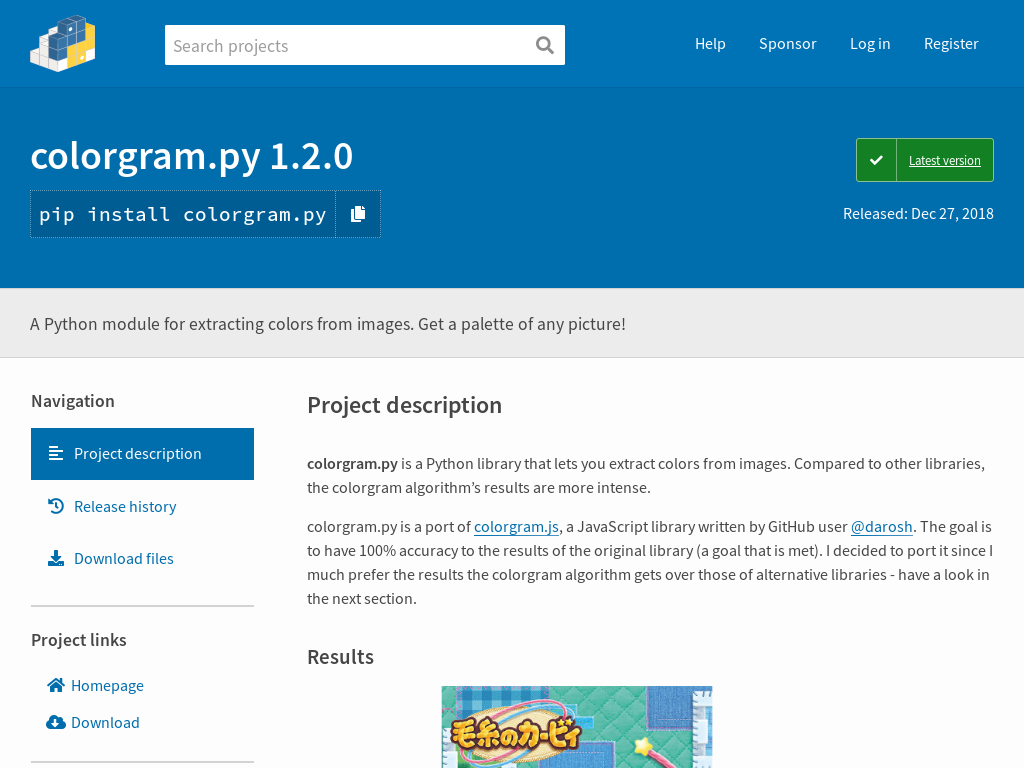 Search projects
Help
Sponsor
Log in
Register
colorgram.py 1.2.0
pip install colorgram.py
Latest version
Released: Dec 27, 2018
A Python module for extracting colors from images. Get a palette of any picture!
Navigation
Project description
Release history
Download files
Project links
Homepage
Download
Project description
colorgram.py is a Python library that lets you extract colors from images. Compared to other libraries,
the colorgram algorithm’s results are more intense.
colorgram.py is a port of colorgram.js, a JavaScript library written by GitHub user @darosh. The goal is
to have 100% accuracy to the results of the original library (a goal that is met). I decided to port it since I
much prefer the results the colorgram algorithm gets over those of alternative libraries - have a look in
the next section.
Results
毛糸のカービィ